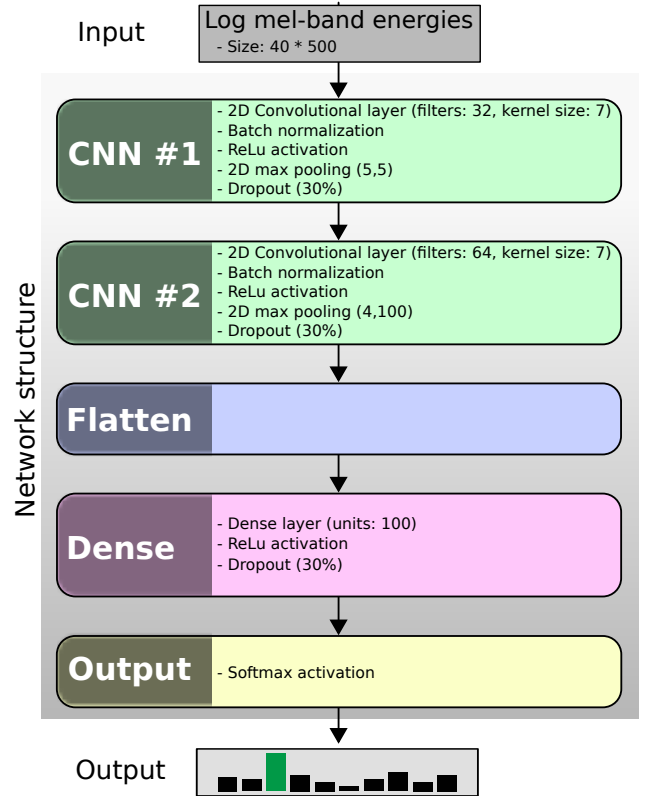 Input
Log mel-band energies
- Size: 40 * 500
Network structure
CNN #1
- 2D Convolutional layer (filters: 32, kernel size: 7)
- Batch normalization
- ReLu activation
- 2D max pooling (5,5)
- Dropout (30%)
CNN #2
- 2D Convolutional layer (filters: 64, kernel size: 7)
- Batch normalization
- ReLu activation
- 2D max pooling (4,100)
- Dropout (30%)
Flatten
Dense
- Dense layer (units: 100)
- ReLu activation
- Dropout (30%)
Output
- Softmax activation
Output